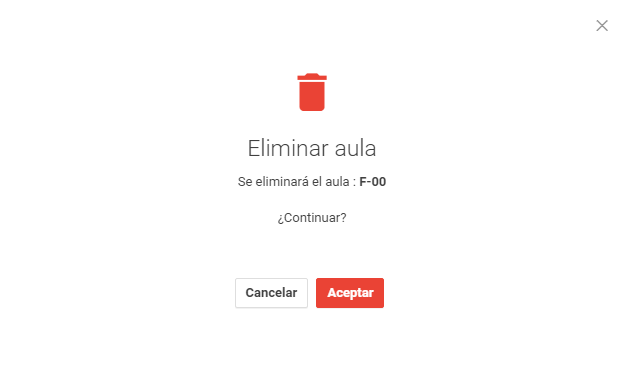 Eliminar aula
Se eliminará el aula : F-00
¿Continuar?
Cancelar
Aceptar